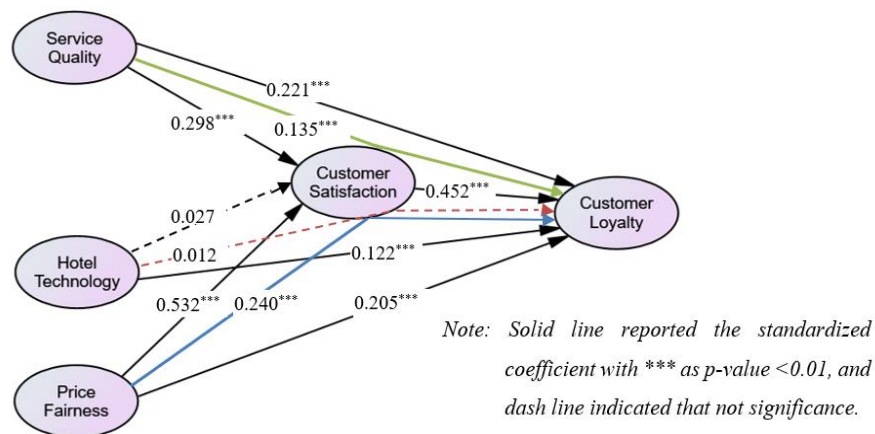 Service
Quality
0.221***
0.298***
0.135***
Customer
Satisfaction
0.452***
Customer
Loyalty
0.027
0.012
Hotel
Technology
0.122***
0.532***
0.240***
0.205***
Price
Fairness
Note: Solid line reported the standardized
coefficient with *** as p-value <0.01, and
dash line indicated that not significance.